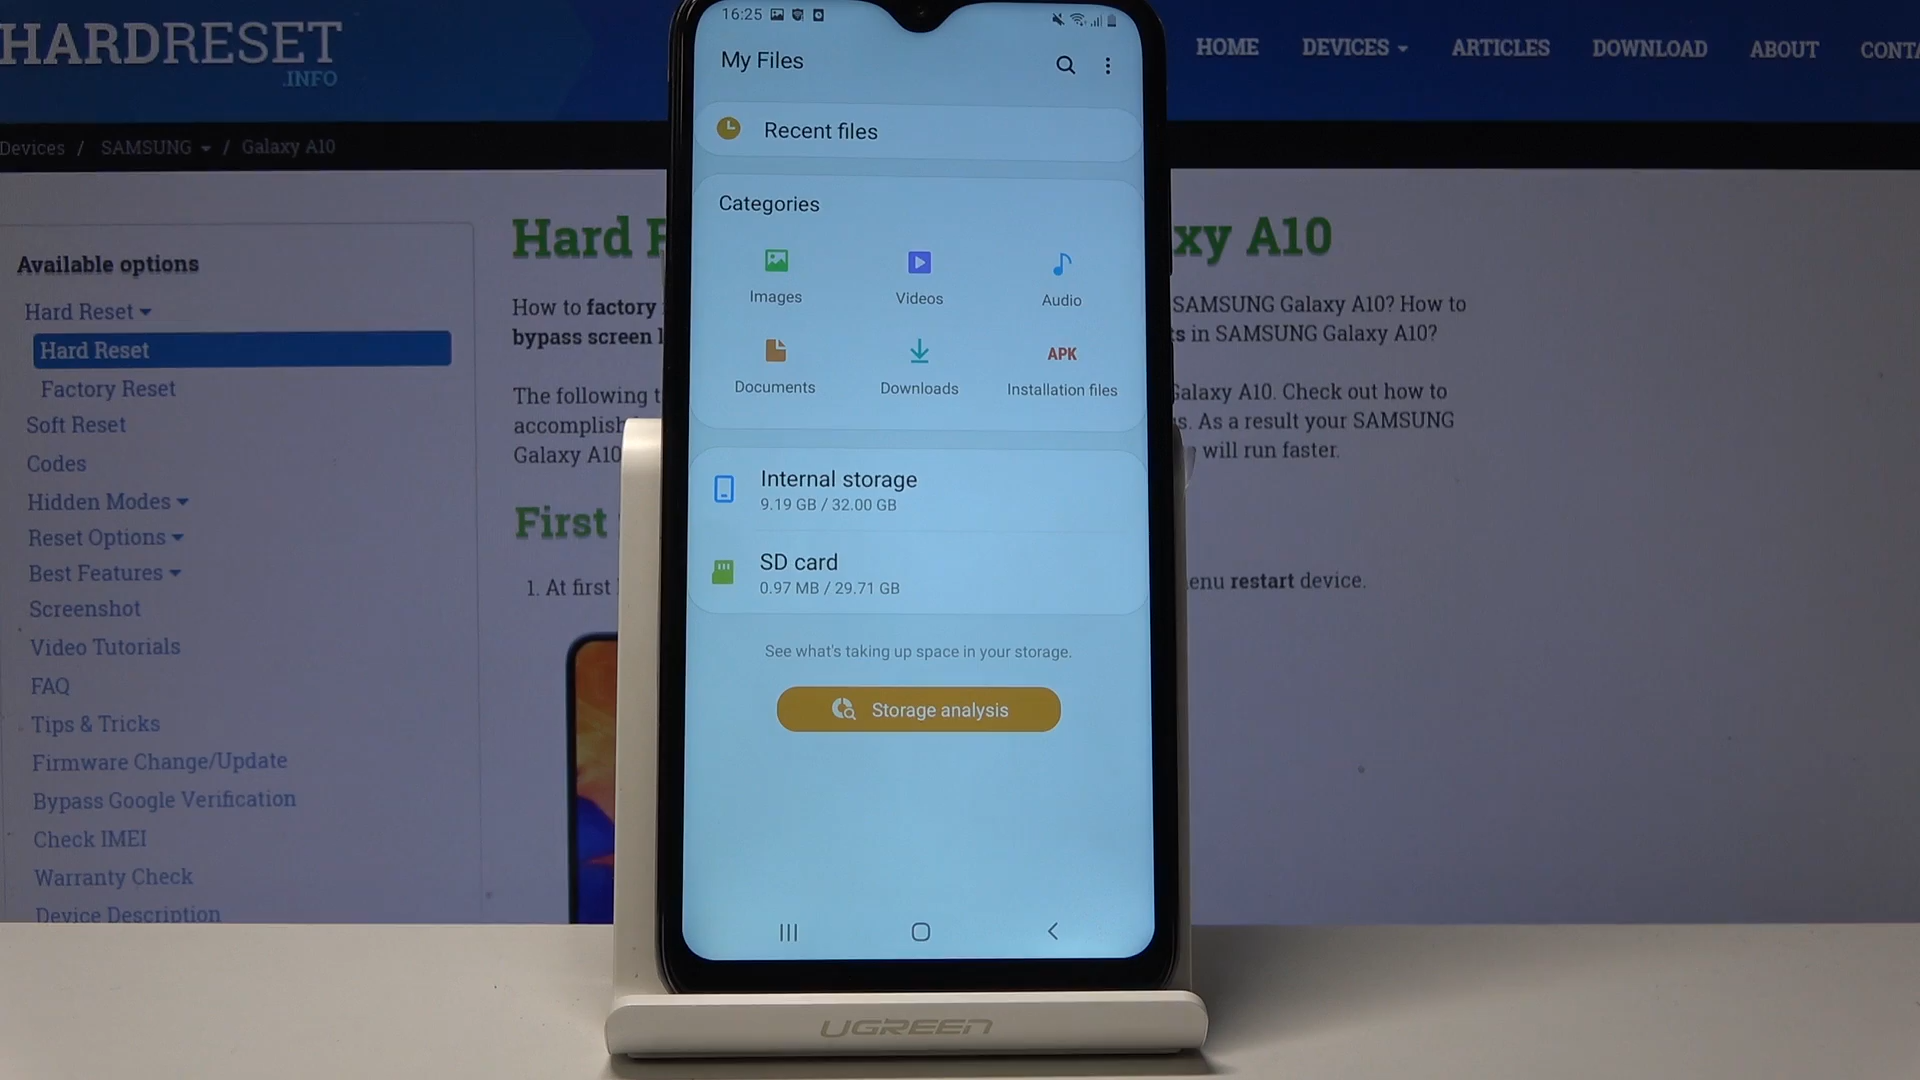 HARDRESET
.INFO
HOME DEVICES ARTICLES DOWNLOAD ABOUT CONTA
Devices / SAMSUNG / Galaxy A10
Available options
Hard Reset
Hard Reset
Factory Reset
Soft Reset
Codes
Hidden Modes
Reset Options
Best Features
Screenshot
Video Tutorials
FAQ
Tips & Tricks
Firmware Change/Update
Bypass Google Verification
Check IMEI
Warranty Check
Device Description
Hard
xy A10
How to factory
SAMSUNG Galaxy A10? How to
bypass screen l
s in SAMSUNG Galaxy A10?
The following t
Galaxy A10. Check out how to
accomplish
s. As a result your SAMSUNG
Galaxy A10
will run faster.
First
1. At first
enu restart device.
16:25
My Files
Recent files
Categories
Images
Videos
Audio
Documents
Downloads
APK
Installation files
Internal storage
9.19 GB / 32.00 GB
SD card
0.97 MB / 29.71 GB
See what's taking up space in your storage.
Storage analysis
UGREEN